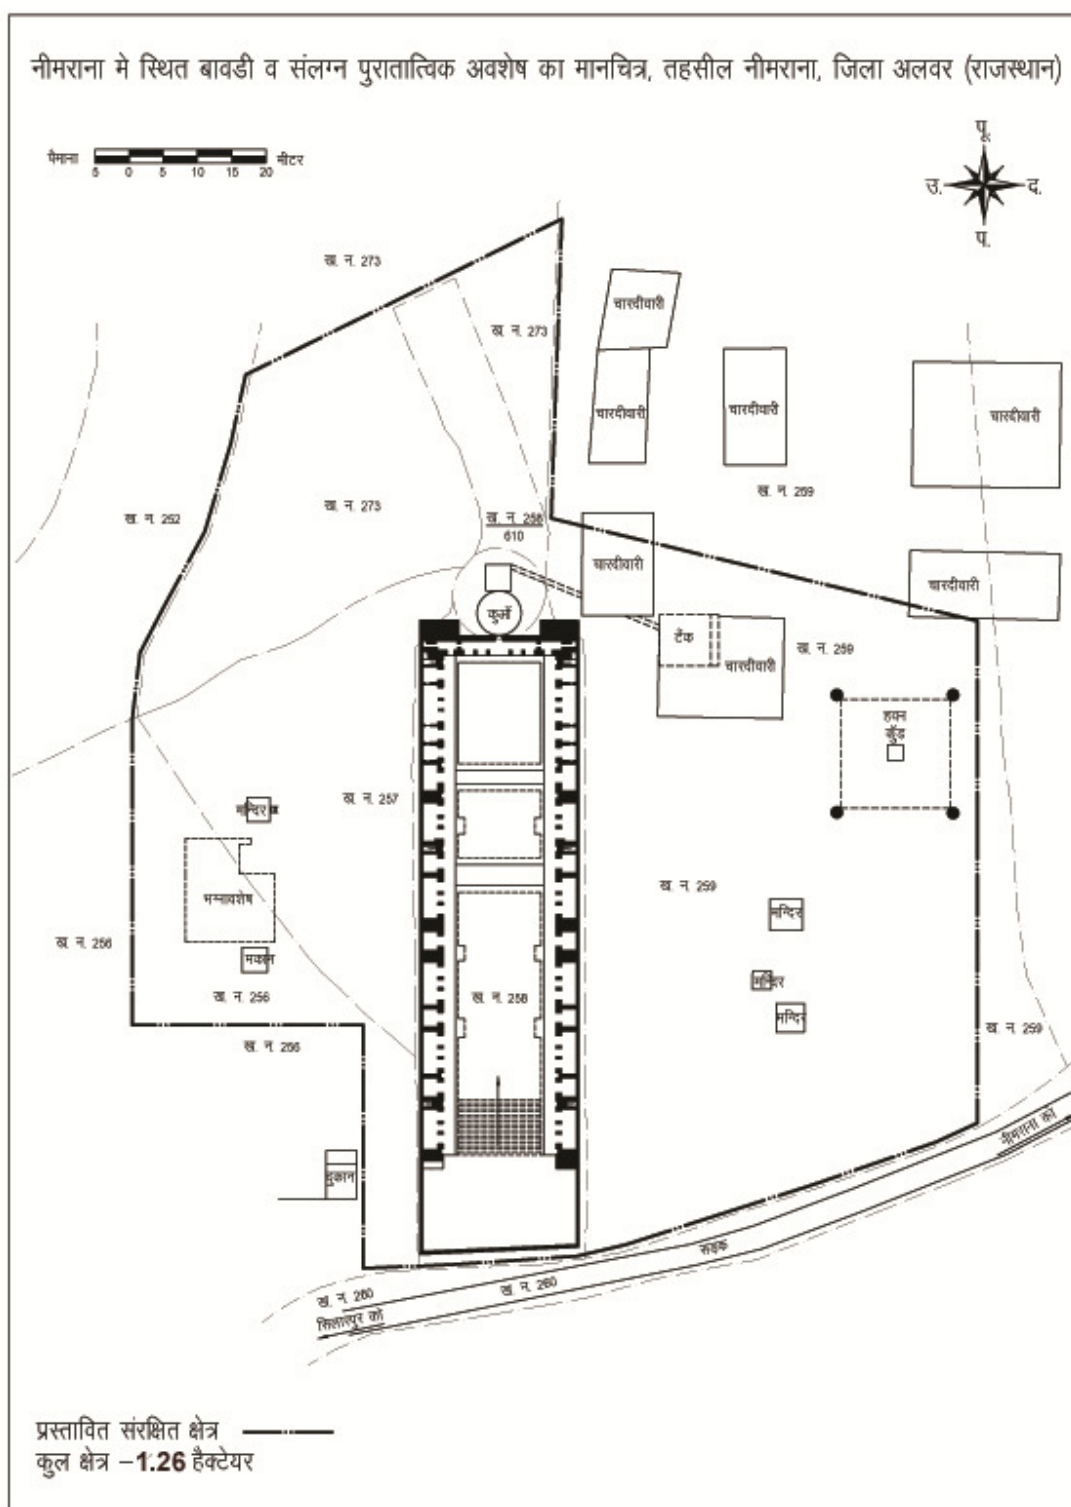 नीमराना मे स्थित बावडी व संलग्न पुरातात्विक अवशेष का मानचित्र, तहसील नीमराना, जिला अलवर (राजस्थान)
पू.
पैमाना 5 0 5 10 15 20 मीटर
उ. द.
प.
ख. न. 273
चारदीवारी
ख. न. 273
चारदीवारी
चारदीवारी
चारदीवारी
ख. न. 259
ख. न. 273
ख. न. 252
ख. न. 258
610
चारदीवारी
चारदीवारी
कुआँ
टैंक
ख. न. 259
चारदीवारी
हवन
कुँड
ख. न. 257
मन्दिर
ख. न. 259
भग्नावशेष
मन्दिर
ख. न. 256
मकान
मन्दिर
ख. न. 256
ख. न. 258
मन्दिर
ख. न. 259
ख. न. 256
नीमराना को
दुकान
सड़क
ख. न. 260
ख. न. 260
सिलारपुर को
प्रस्तावित संरक्षित क्षेत्र
कुल क्षेत्र –1.26 हैक्टेयर